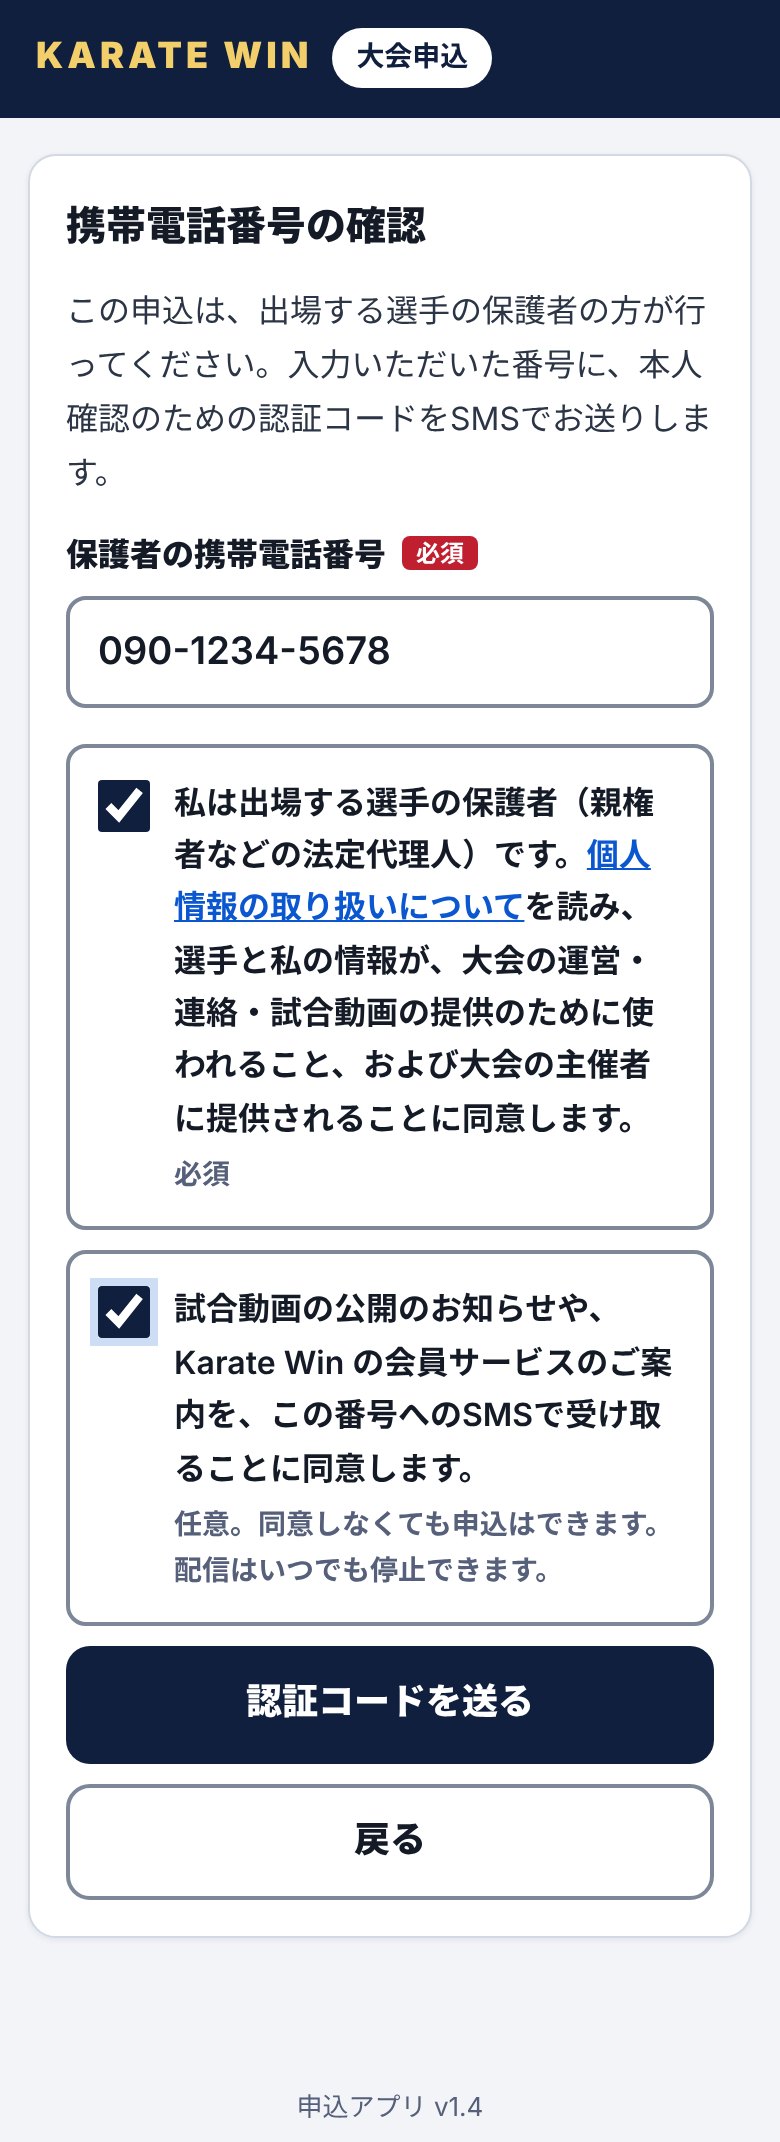 KARATE WIN 大会申込
携帯電話番号の確認
この申込は、出場する選手の保護者の方が行
ってください。入力いただいた番号に、本人
確認のための認証コードをSMSでお送りしま
す。
保護者の携帯電話番号 必須
090-1234-5678
私は出場する選手の保護者（親権
者などの法定代理人）です。個人
情報の取り扱いについてを読み、
選手と私の情報が、大会の運営・
連絡・試合動画の提供のために使
われること、および大会の主催者
に提供されることに同意します。
必須
試合動画の公開のお知らせや、
Karate Win の会員サービスのご案
内を、この番号へのSMSで受け取
ることに同意します。
任意。同意しなくても申込はできます。
配信はいつでも停止できます。
認証コードを送る
戻る
申込アプリ v1.4